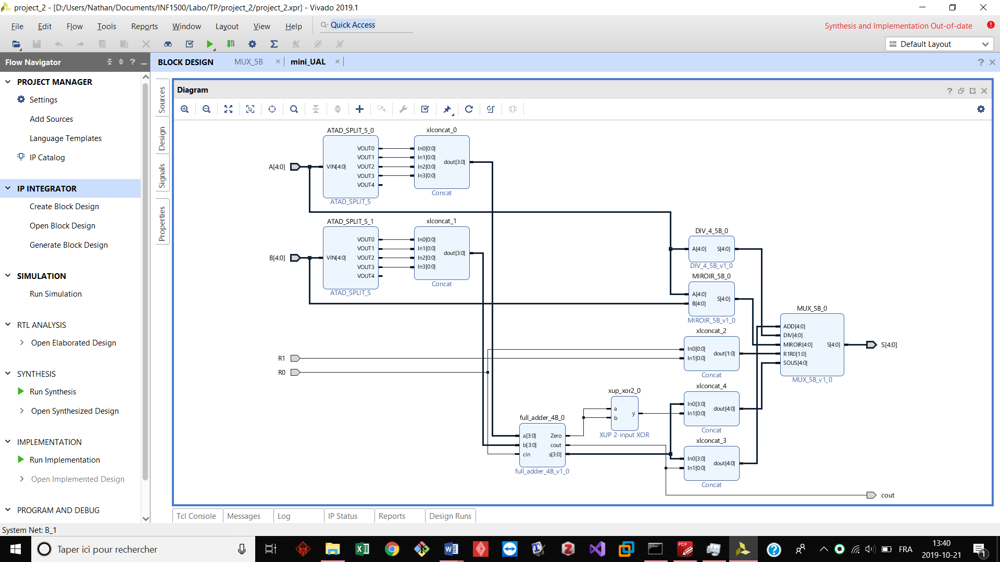 project_2 - [D:/Users/Nathan/Documents/INF1500/Labo/TP/project_2/project_2.xpr] - Vivado 2019.1
File Edit Flow Tools Reports Window Layout View Help Quick Access
Synthesis and Implementation Out-of-date
Default Layout
Flow Navigator
BLOCK DESIGN MUX_5B mini_UAL
PROJECT MANAGER
Settings
Add Sources
Language Templates
IP Catalog
IP INTEGRATOR
Create Block Design
Open Block Design
Generate Block Design
SIMULATION
Run Simulation
RTL ANALYSIS
Open Elaborated Design
SYNTHESIS
Run Synthesis
Open Synthesized Design
IMPLEMENTATION
Run Implementation
Open Implemented Design
PROGRAM AND DEBUG
Sources
Design
Signals
Properties
Diagram
ATAD_SPLIT_5_0
A[4:0]
VIN[4:0]
VOUT0
VOUT1
VOUT2
VOUT3
VOUT4
ATAD_SPLIT_5
xlconcat_0
In0[0:0]
In1[0:0]
In2[0:0]
In3[0:0]
dout[3:0]
Concat
ATAD_SPLIT_5_1
B[4:0]
VIN[4:0]
VOUT0
VOUT1
VOUT2
VOUT3
VOUT4
ATAD_SPLIT_5
xlconcat_1
In0[0:0]
In1[0:0]
In2[0:0]
In3[0:0]
dout[3:0]
Concat
DIV_4_5B_0
A[4:0] S[4:0]
DIV_4_5B_v1_0
MIROIR_5B_0
A[4:0]
B[4:0]
S[4:0]
MIROIR_5B_v1_0
R1
R0
xlconcat_2
In0[0:0]
In1[0:0]
dout[1:0]
Concat
MUX_5B_0
ADD[4:0]
DIV[4:0]
MIROIR[4:0]
R1R0[1:0]
SOUS[4:0]
S[4:0]
MUX_5B_v1_0
S[4:0]
full_adder_4B_0
a[3:0]
b[3:0]
cin
Zero
cout
s[3:0]
full_adder_4B_v1_0
xup_xor2_0
a
b
y
XUP 2-input XOR
xlconcat_4
In0[3:0]
In1[0:0]
dout[4:0]
Concat
xlconcat_3
In0[3:0]
In1[0:0]
dout[4:0]
Concat
cout
Tcl Console Messages Log IP Status Reports Design Runs
System Net: B_1
Taper ici pour rechercher
PDF
FRA
13:40
2019-10-21
1